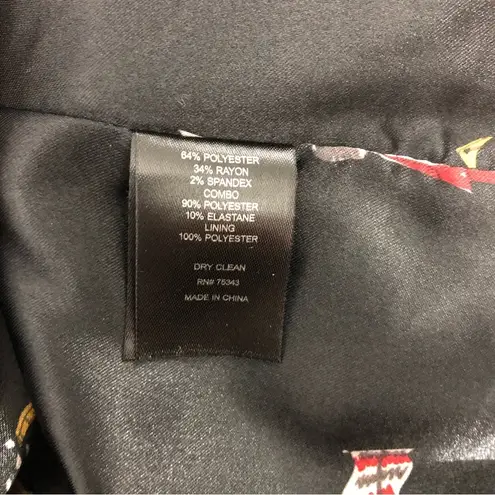 64% POLYESTER
34% RAYON
2% SPANDEX
COMBO
90% POLYESTER
10% ELASTANE
LINING
100% POLYESTER
DRY CLEAN
RN# 75343
MADE IN CHINA